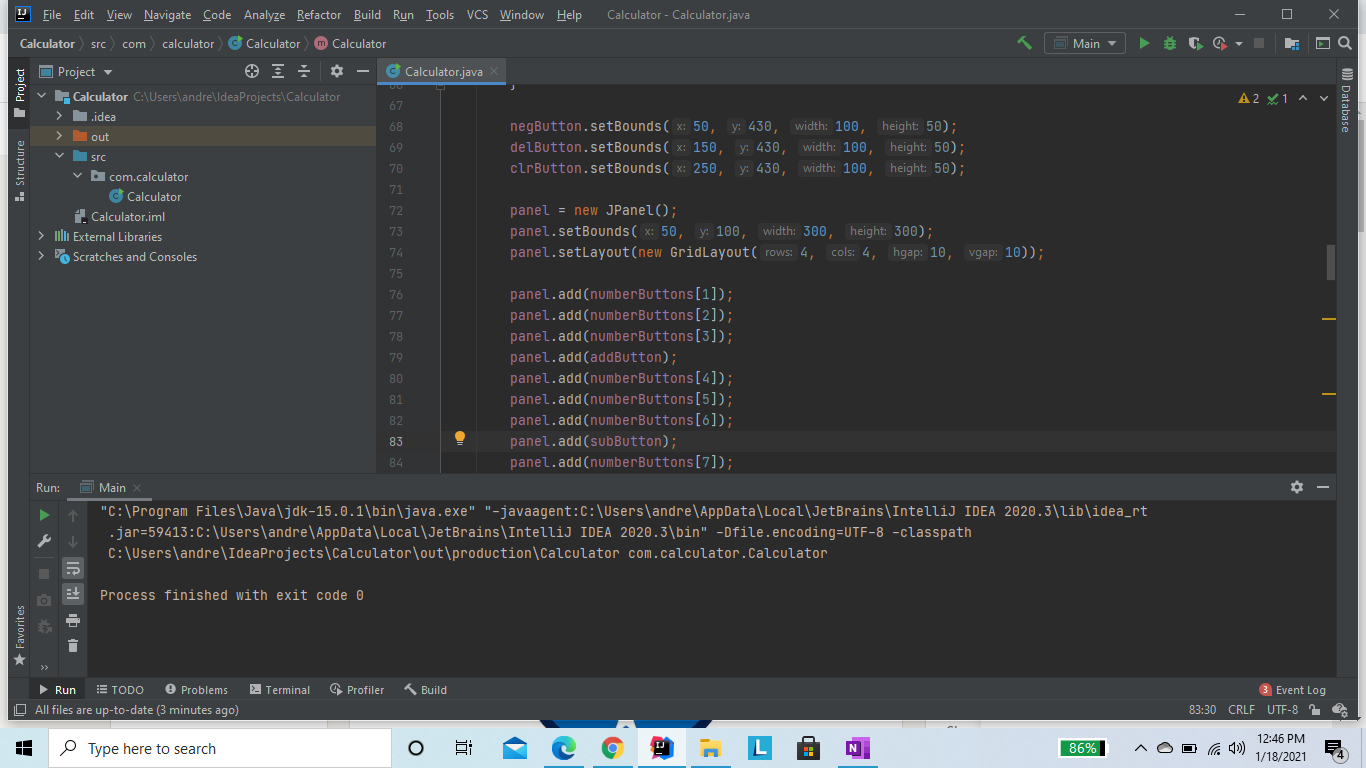 File Edit View Navigate Code Analyze Refactor Build Run Tools VCS Window Help Calculator - Calculator.java
Calculator src com calculator Calculator Calculator Main
Project Calculator.java
Project
Structure
Favorites
Database
Calculator C:\Users\andre\IdeaProjects\Calculator
.idea
out
src
com.calculator
Calculator
Calculator.iml
External Libraries
Scratches and Consoles
2 1
66 }
67
68 negButton.setBounds( x: 50, y: 430, width: 100, height: 50);
69 delButton.setBounds( x: 150, y: 430, width: 100, height: 50);
70 clrButton.setBounds( x: 250, y: 430, width: 100, height: 50);
71
72 panel = new JPanel();
73 panel.setBounds( x: 50, y: 100, width: 300, height: 300);
74 panel.setLayout(new GridLayout( rows: 4, cols: 4, hgap: 10, vgap: 10));
75
76 panel.add(numberButtons[1]);
77 panel.add(numberButtons[2]);
78 panel.add(numberButtons[3]);
79 panel.add(addButton);
80 panel.add(numberButtons[4]);
81 panel.add(numberButtons[5]);
82 panel.add(numberButtons[6]);
83 panel.add(subButton);
84 panel.add(numberButtons[7]);
Run: Main
"C:\Program Files\Java\jdk-15.0.1\bin\java.exe" "-javaagent:C:\Users\andre\AppData\Local\JetBrains\IntelliJ IDEA 2020.3\lib\idea_rt
.jar=59413:C:\Users\andre\AppData\Local\JetBrains\IntelliJ IDEA 2020.3\bin" -Dfile.encoding=UTF-8 -classpath
C:\Users\andre\IdeaProjects\Calculator\out\production\Calculator com.calculator.Calculator
Process finished with exit code 0
Run TODO Problems Terminal Profiler Build 3 Event Log
All files are up-to-date (3 minutes ago) 83:30 CRLF UTF-8
Type here to search 86% 12:46 PM
1/18/2021 4